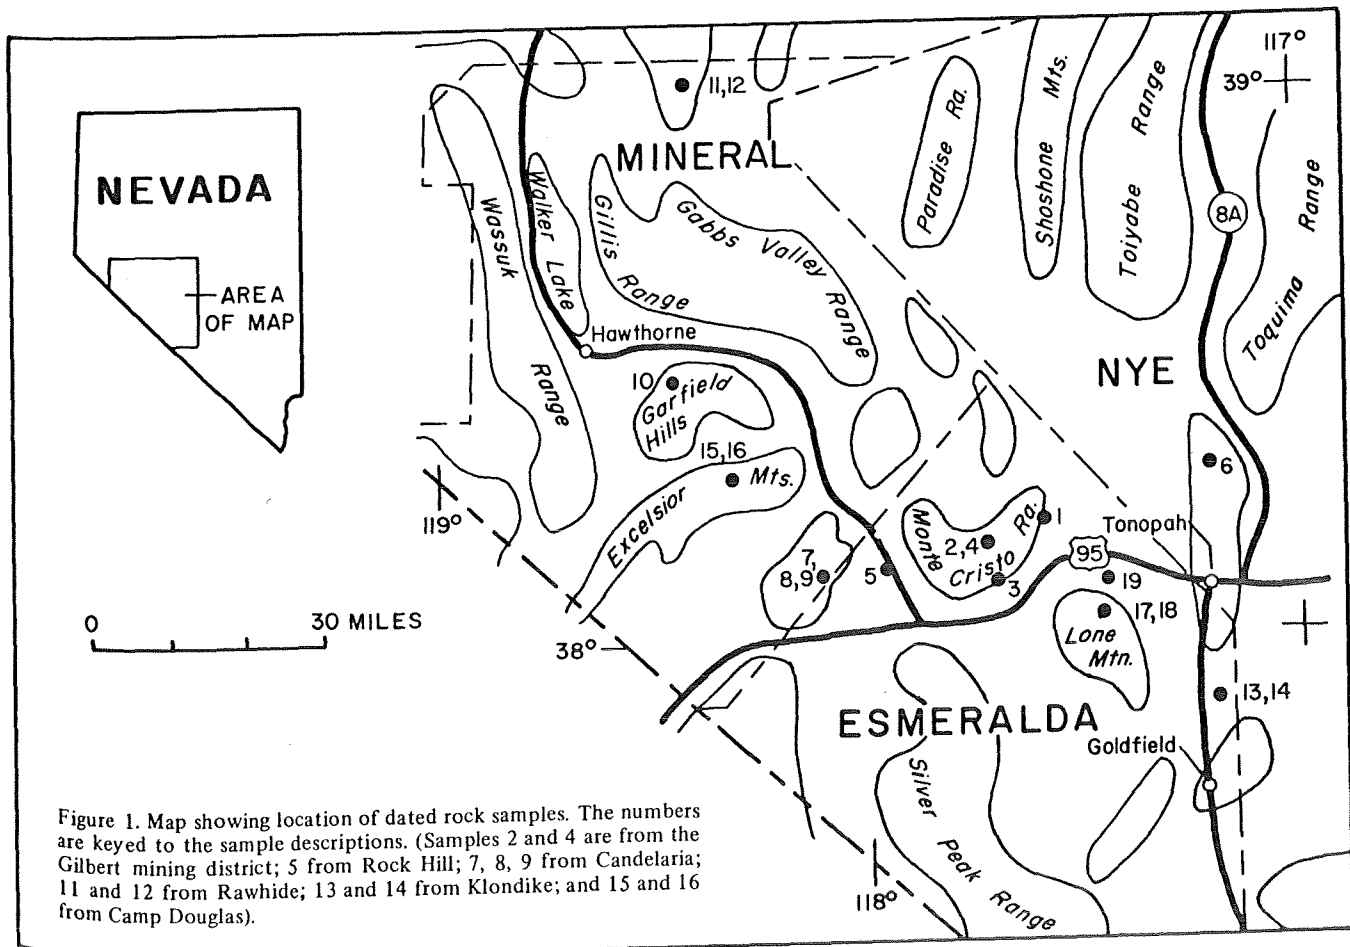 NEVADA
AREA
OF MAP
0 30 MILES
11,12
MINERAL
Wassuk
Range
Walker Lake
Gillis Range
Gabbs Valley Range
Paradise Ra.
Shoshone Mts.
Toiyabe Range
Toquima Range
117°
39°
8A
Hawthorne
10
Garfield
Hills
15,16
Excelsior Mts.
119°
NYE
6
Tonopah
Monte
Cristo
Ra.
1
2,4
3
95
7,
8,9
5
19
17,18
Lone
Mtn.
38°
ESMERALDA
13,14
Goldfield
Silver Peak Range
118°
Figure 1. Map showing location of dated rock samples. The numbers
are keyed to the sample descriptions. (Samples 2 and 4 are from the
Gilbert mining district; 5 from Rock Hill; 7, 8, 9 from Candelaria;
11 and 12 from Rawhide; 13 and 14 from Klondike; and 15 and 16
from Camp Douglas).